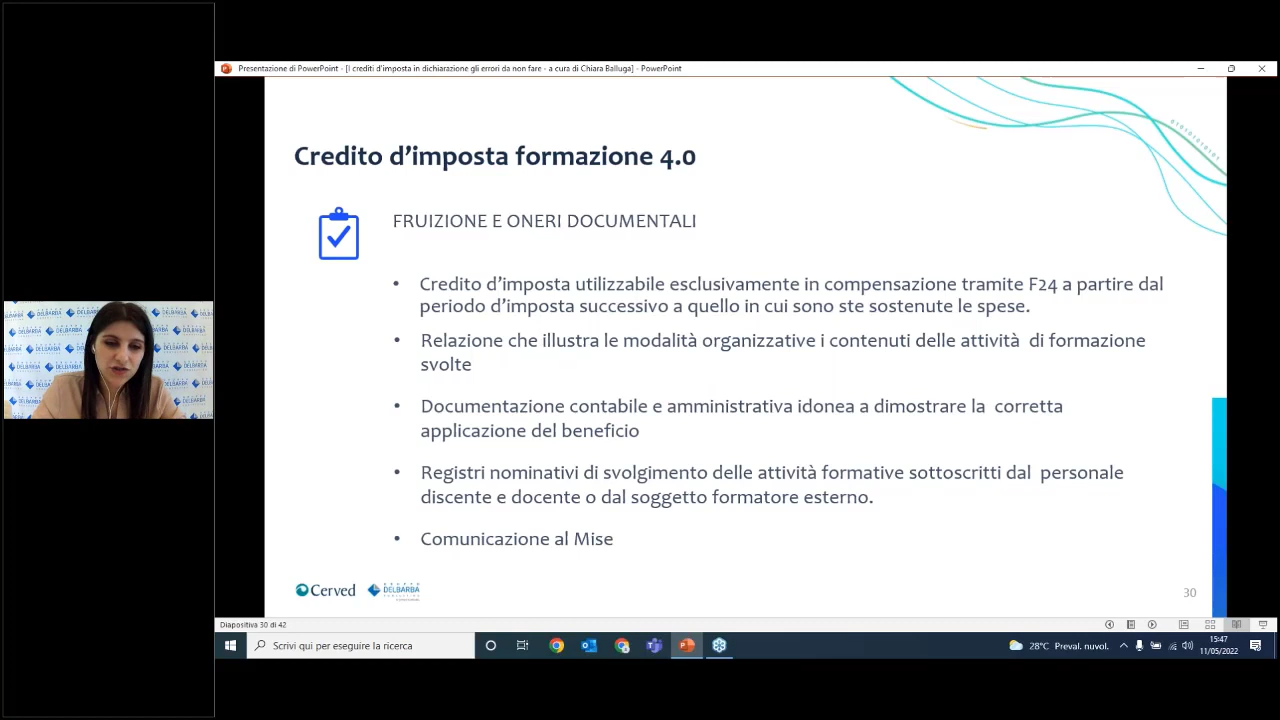 Presentazione di PowerPoint - [I crediti d'imposta in dichiarazione gli errori da non fare - a cura di Chiara Balluga] - PowerPoint
Credito d’imposta formazione 4.0
FRUIZIONE E ONERI DOCUMENTALI
• Credito d’imposta utilizzabile esclusivamente in compensazione tramite F24 a partire dal
periodo d’imposta successivo a quello in cui sono ste sostenute le spese.
• Relazione che illustra le modalità organizzative i contenuti delle attività di formazione
svolte
• Documentazione contabile e amministrativa idonea a dimostrare la corretta
applicazione del beneficio
• Registri nominativi di svolgimento delle attività formative sottoscritti dal personale
discente e docente o dal soggetto formatore esterno.
• Comunicazione al Mise
Cerved
GRUPPO
DELBARBA
30
Diapositiva 30 di 42
Scrivi qui per eseguire la ricerca
28°C Preval. nuvol.
15:47
11/05/2022